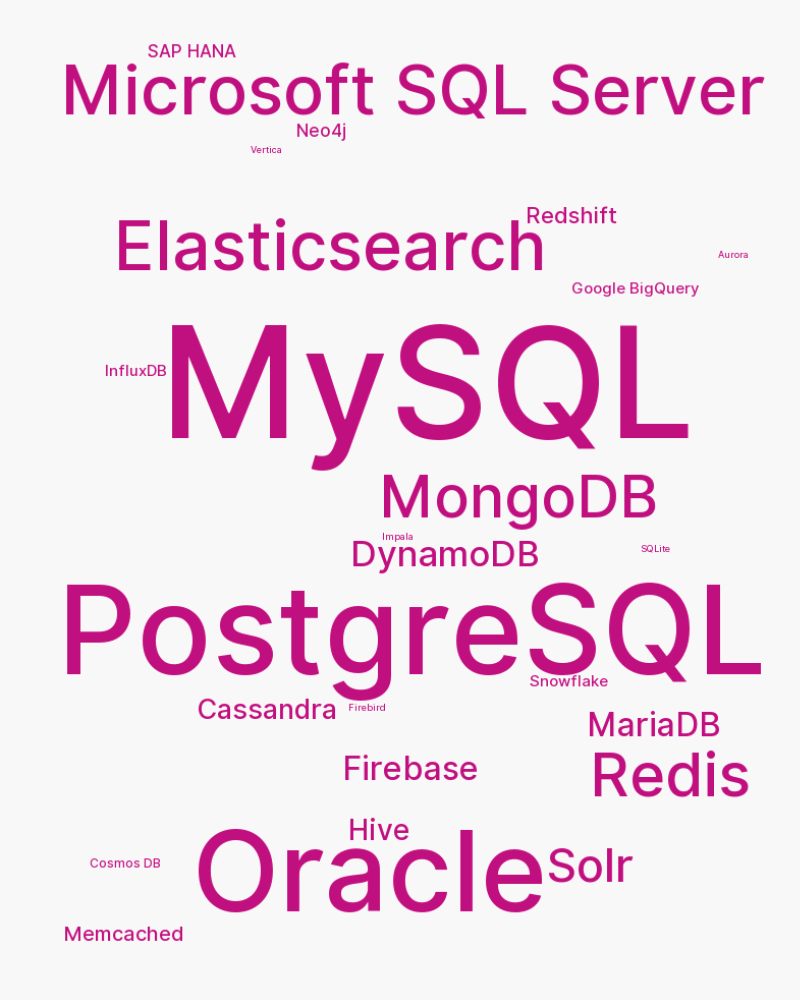 SAP HANA
Microsoft SQL Server
Neo4j
Vertica
Redshift
Elasticsearch
Aurora
Google BigQuery
InfluxDB
MySQL
MongoDB
Impala
DynamoDB
SQLite
PostgreSQL
Snowflake
Cassandra
Firebird
MariaDB
Firebase
Redis
Hive
Oracle
Solr
Cosmos DB
Memcached